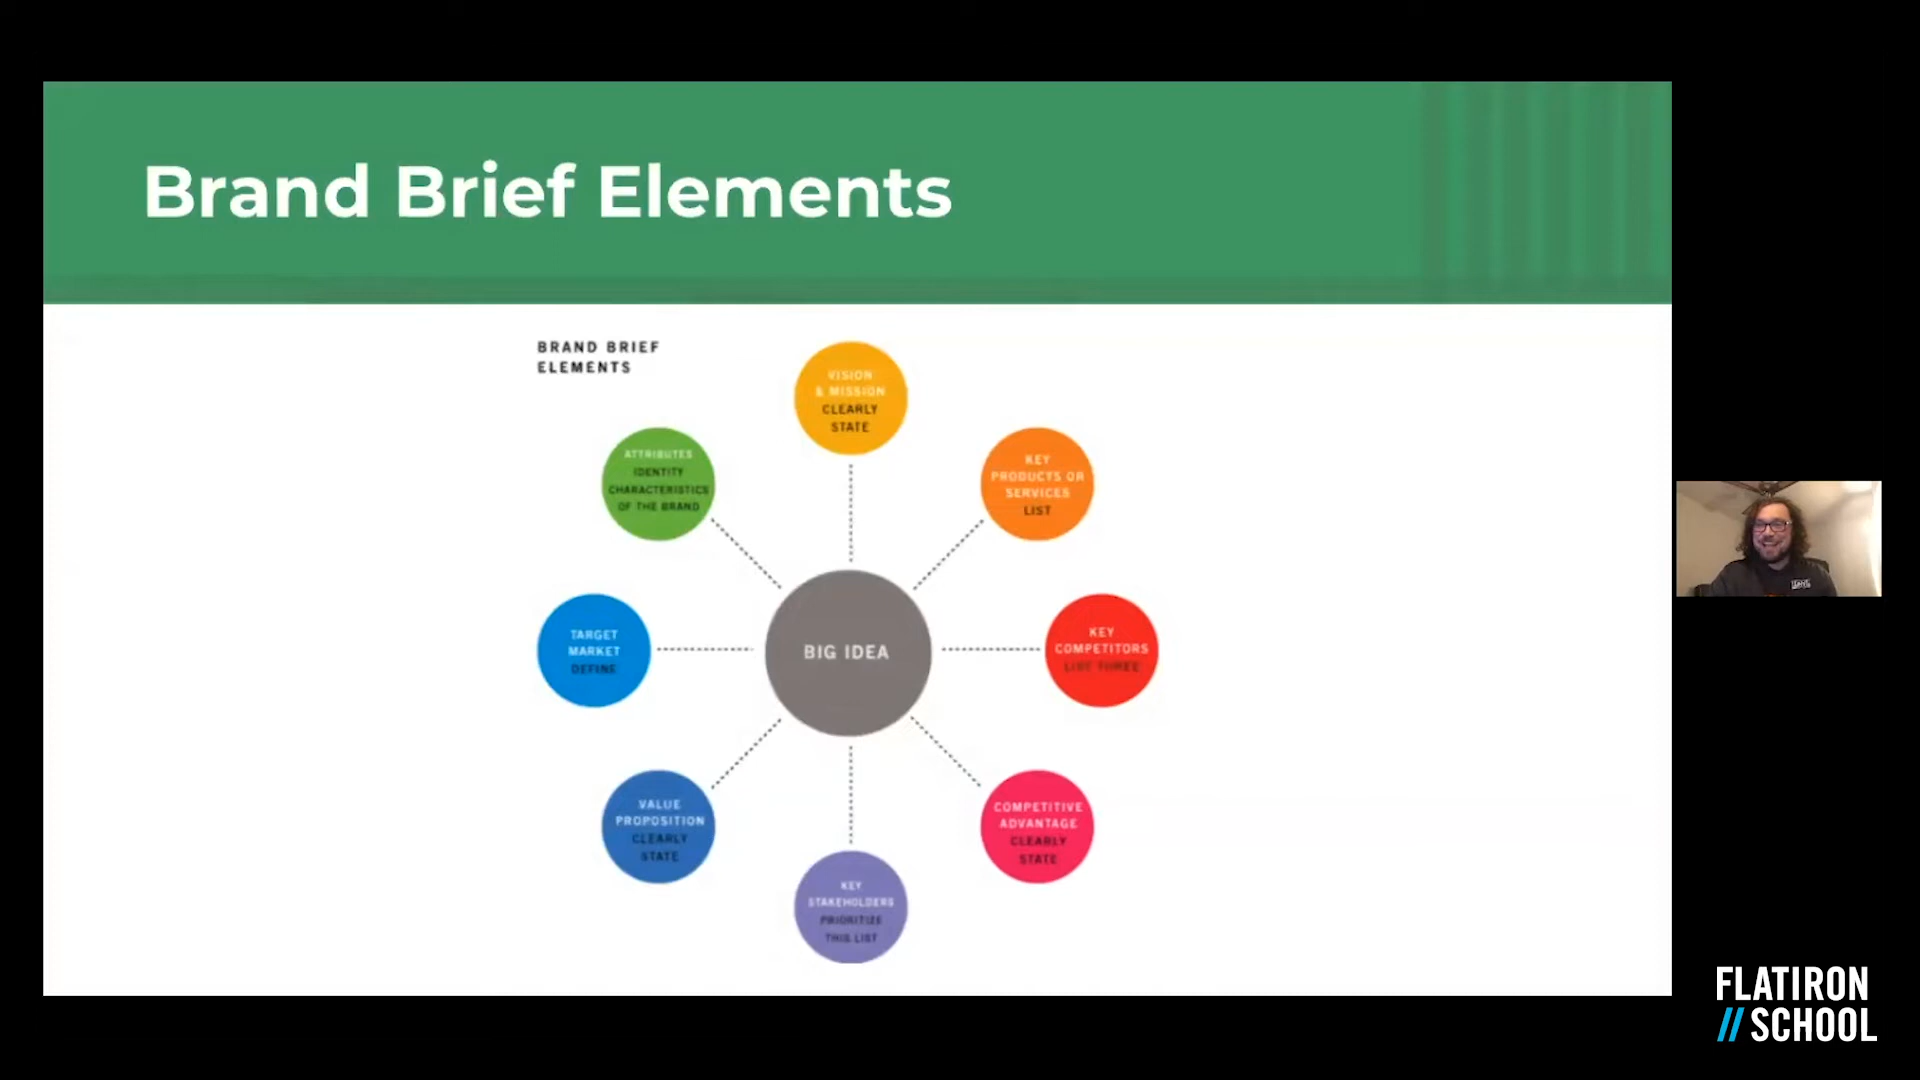 Brand Brief Elements
BRAND BRIEF
ELEMENTS
VISION
& MISSION
CLEARLY
STATE
KEY
PRODUCTS OR
SERVICES
LIST
KEY
COMPETITORS
LIST THREE
COMPETITIVE
ADVANTAGE
CLEARLY
STATE
KEY
STAKEHOLDERS
PRIORITIZE
THIS LIST
VALUE
PROPOSITION
CLEARLY
STATE
TARGET
MARKET
DEFINE
ATTRIBUTES
IDENTITY
CHARACTERISTICS
OF THE BRAND
BIG IDEA
FLATIRON
// SCHOOL